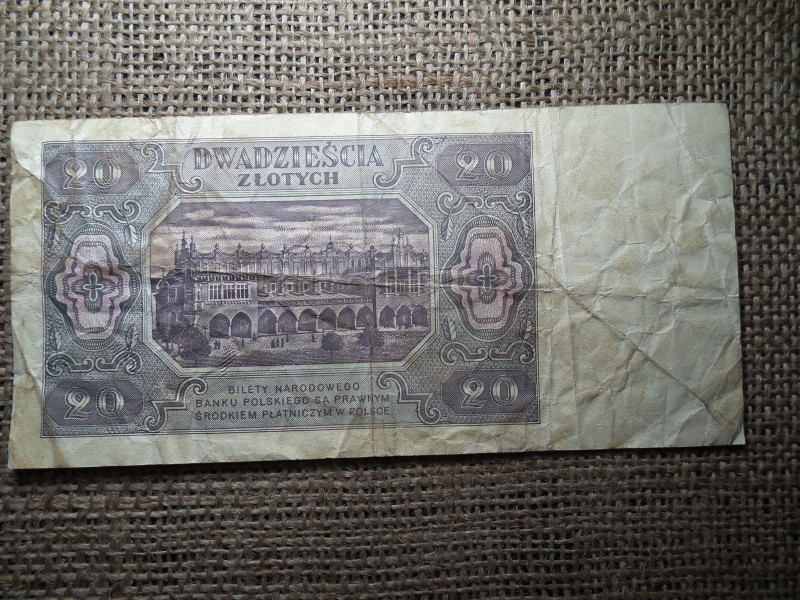 20 DWADZIEŚCIA 20
ZŁOTYCH
BILETY NARODOWEGO
BANKU POLSKIEGO SĄ PRAWNYM
ŚRODKIEM PŁATNICZYM W POLSCE
20 20